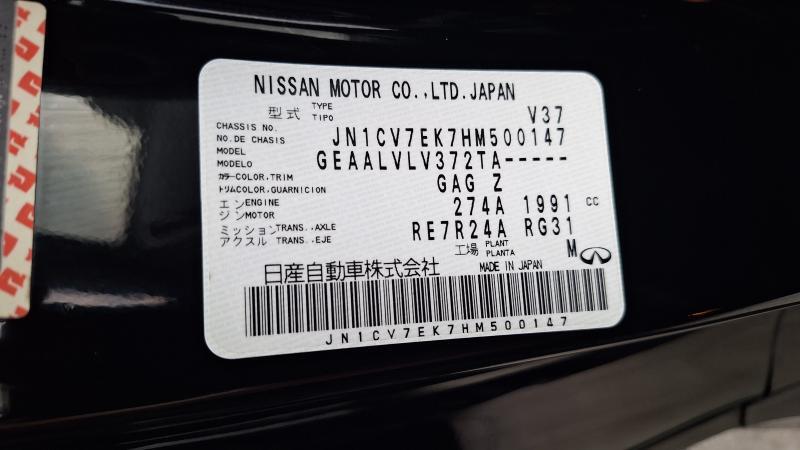 NISSAN MOTOR CO.,LTD.JAPAN
型式 TYPE TIPO V37
CHASSIS NO. NO.DE CHASIS JN1CV7EK7HM500147
MODEL MODELO GEAALVLV372TA-----
カラー COLOR,TRIM トリム COLOR,GUARNICION GAG Z
エンジン ENGINE MOTOR 274A 1991 cc
ミッション TRANS.,AXLE アクスル TRANS.,EJE RE7R24A RG31
工場 PLANT PLANTA M
日産自動車株式会社 MADE IN JAPAN
JN1CV7EK7HM500147